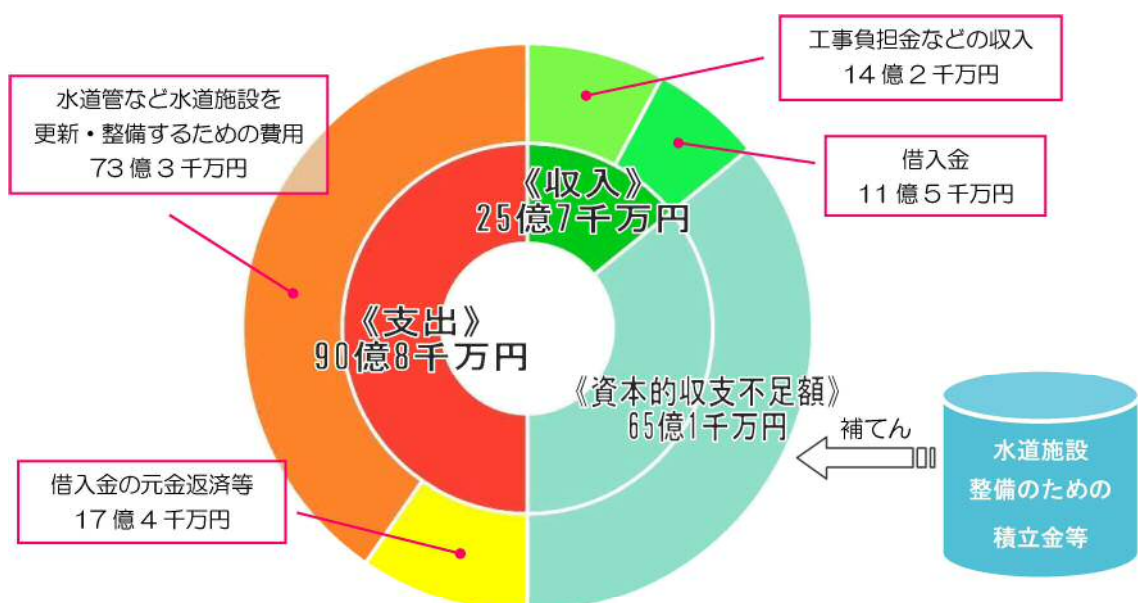 工事負担金などの収入
14億2千万円
水道管など水道施設を
更新・整備するための費用
73億3千万円
借入金
11億5千万円
《収入》
25億7千万円
《支出》
90億8千万円
《資本的収支不足額》
65億1千万円
補てん
水道施設
整備のための
積立金等
借入金の元金返済等
17億4千万円